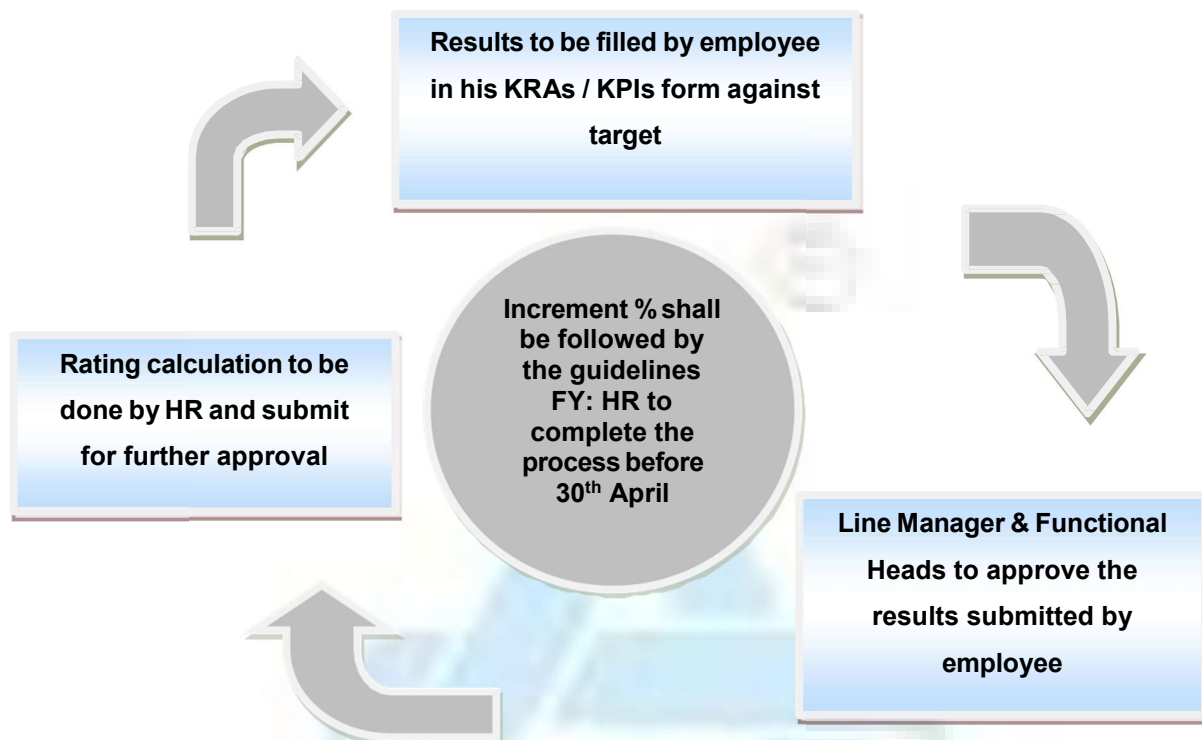 Results to be filled by employee
in his KRAs / KPIs form against
target
Increment % shall
be followed by
the guidelines
FY: HR to
complete the
process before
30th April
Rating calculation to be
done by HR and submit
for further approval
Line Manager & Functional
Heads to approve the
results submitted by
employee